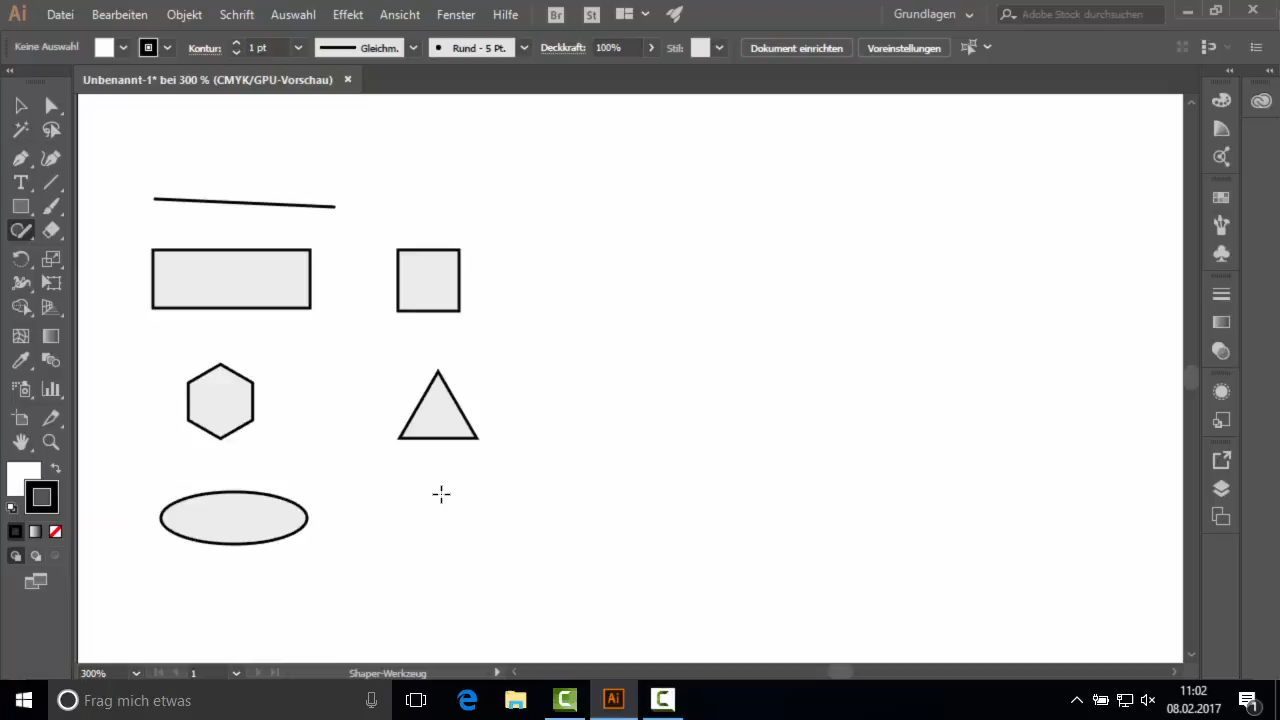 Ai Datei Bearbeiten Objekt Schrift Auswahl Effekt Ansicht Fenster Hilfe Br St Grundlagen Adobe Stock durchsuchen
Keine Auswahl Kontur: 1 pt Gleichm. Rund - 5 Pt. Deckkraft: 100% Stil: Dokument einrichten Voreinstellungen
Unbenannt-1* bei 300 % (CMYK/GPU-Vorschau)
T
300% 1 Shaper-Werkzeug
Frag mich etwas
Ai
11:02
08.02.2017
1